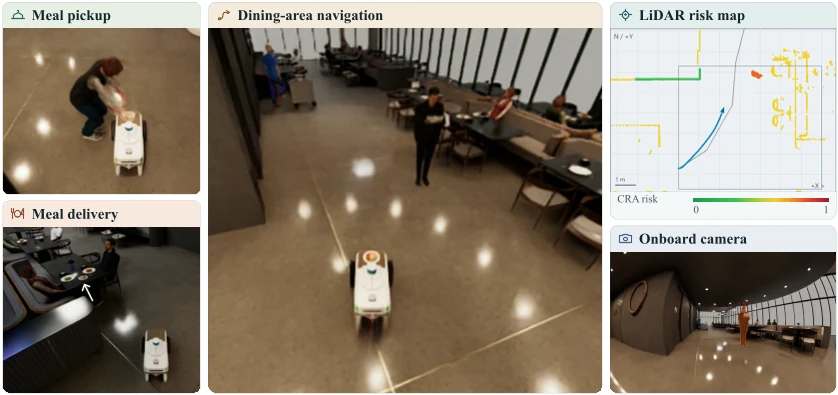 Meal pickup
Dining-area navigation
LiDAR risk map
N / +Y
1 m
+X >
CRA risk
0
1
Meal delivery
Onboard camera